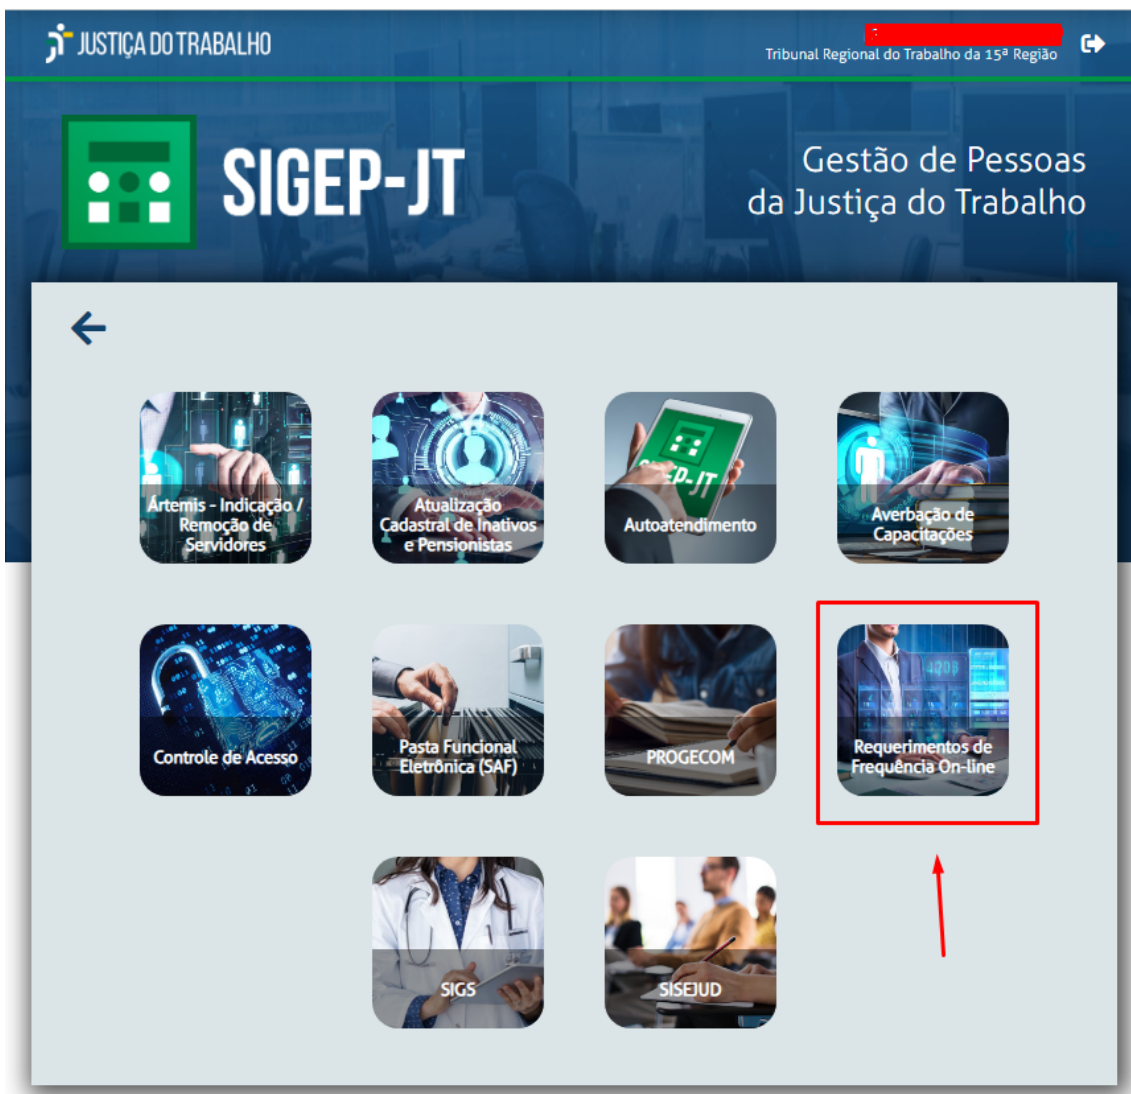 JUSTIÇA DO TRABALHO
Tribunal Regional do Trabalho da 15ª Região
SIGEP-JT
Gestão de Pessoas
da Justiça do Trabalho
Ártemis - Indicação /
Remoção de
Servidores
Atualização
Cadastral de Inativos
e Pensionistas
SIGEP-JT
Autoatendimento
Averbação de
Capacitações
Controle de Acesso
Pasta Funcional
Eletrônica (SAF)
PROGECOM
Requerimentos de
Frequência On-line
SIGS
SISEJUD